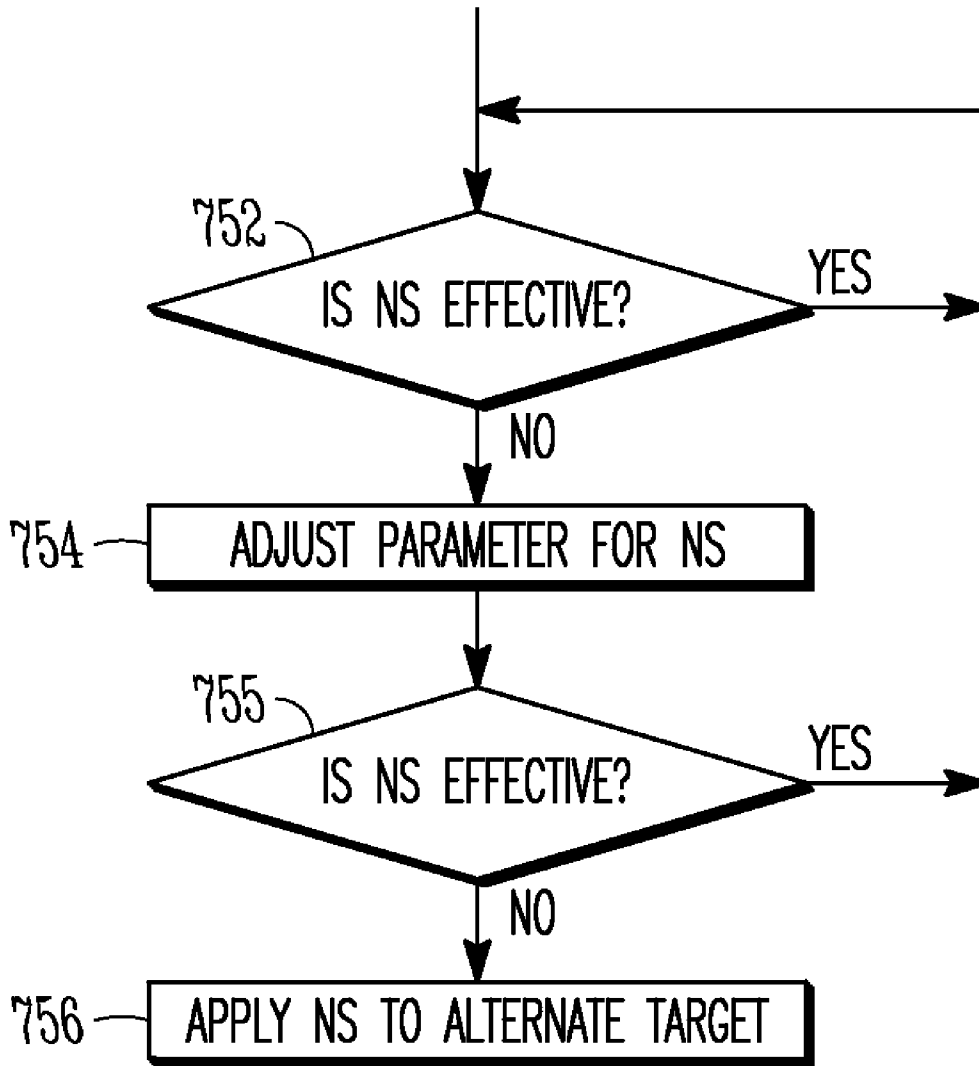 752
IS NS EFFECTIVE?
YES
NO
754
ADJUST PARAMETER FOR NS
755
IS NS EFFECTIVE?
YES
NO
756
APPLY NS TO ALTERNATE TARGET